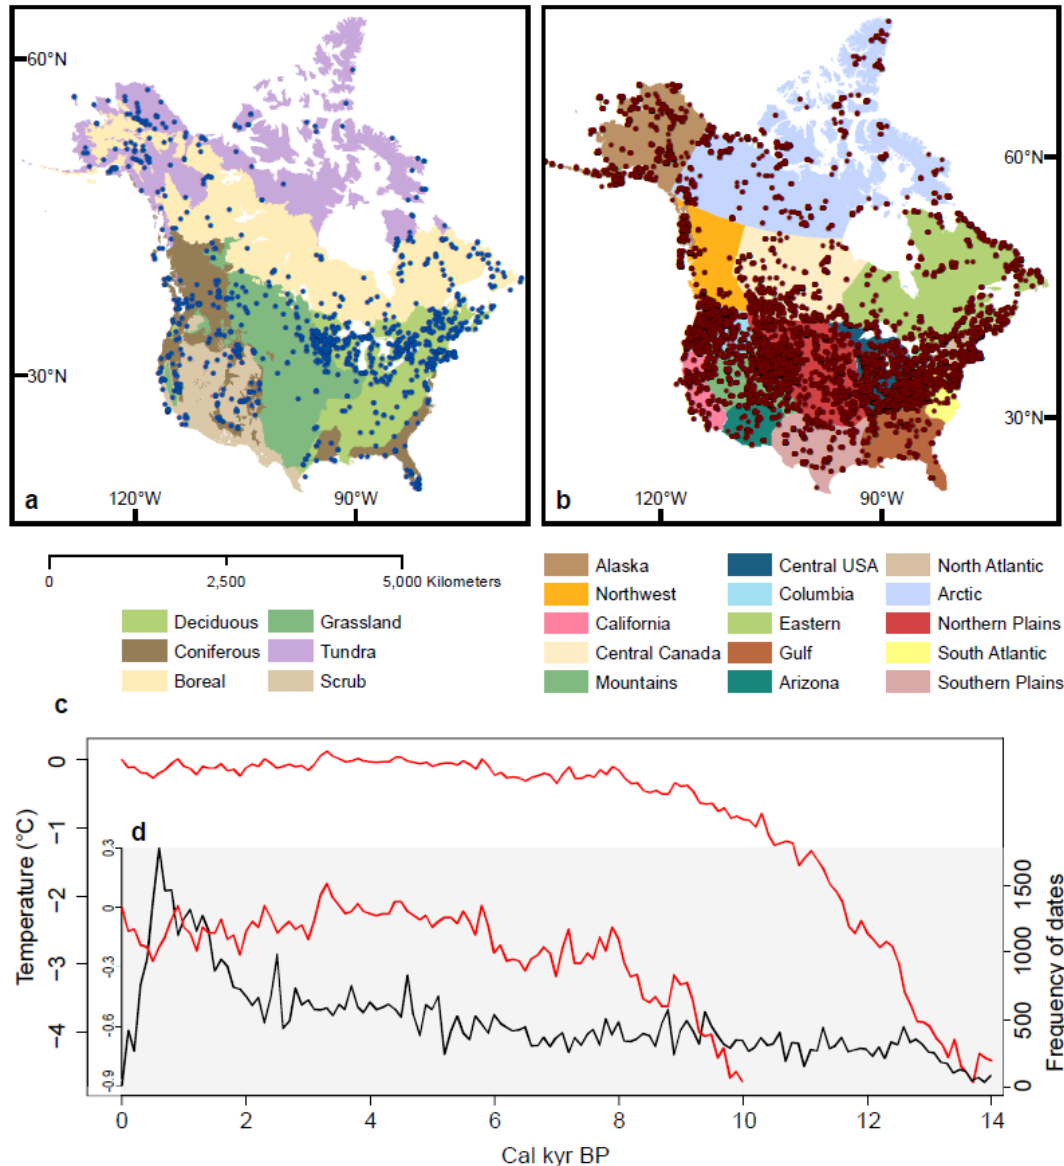 60°N
30°N
a
120°W 90°W
60°N
30°N
b
120°W 90°W
0 2,500 5,000 Kilometers
Deciduous Grassland
Coniferous Tundra
Boreal Scrub
Alaska Central USA North Atlantic
Northwest Columbia Arctic
California Eastern Northern Plains
Central Canada Gulf South Atlantic
Mountains Arizona Southern Plains
c
Temperature (°C)
0
−1
−2
−3
−4
d
0.3
0
-0.3
-0.6
-0.9
Frequency of dates
1500
1000
500
0
0 2 4 6 8 10 12 14
Cal kyr BP